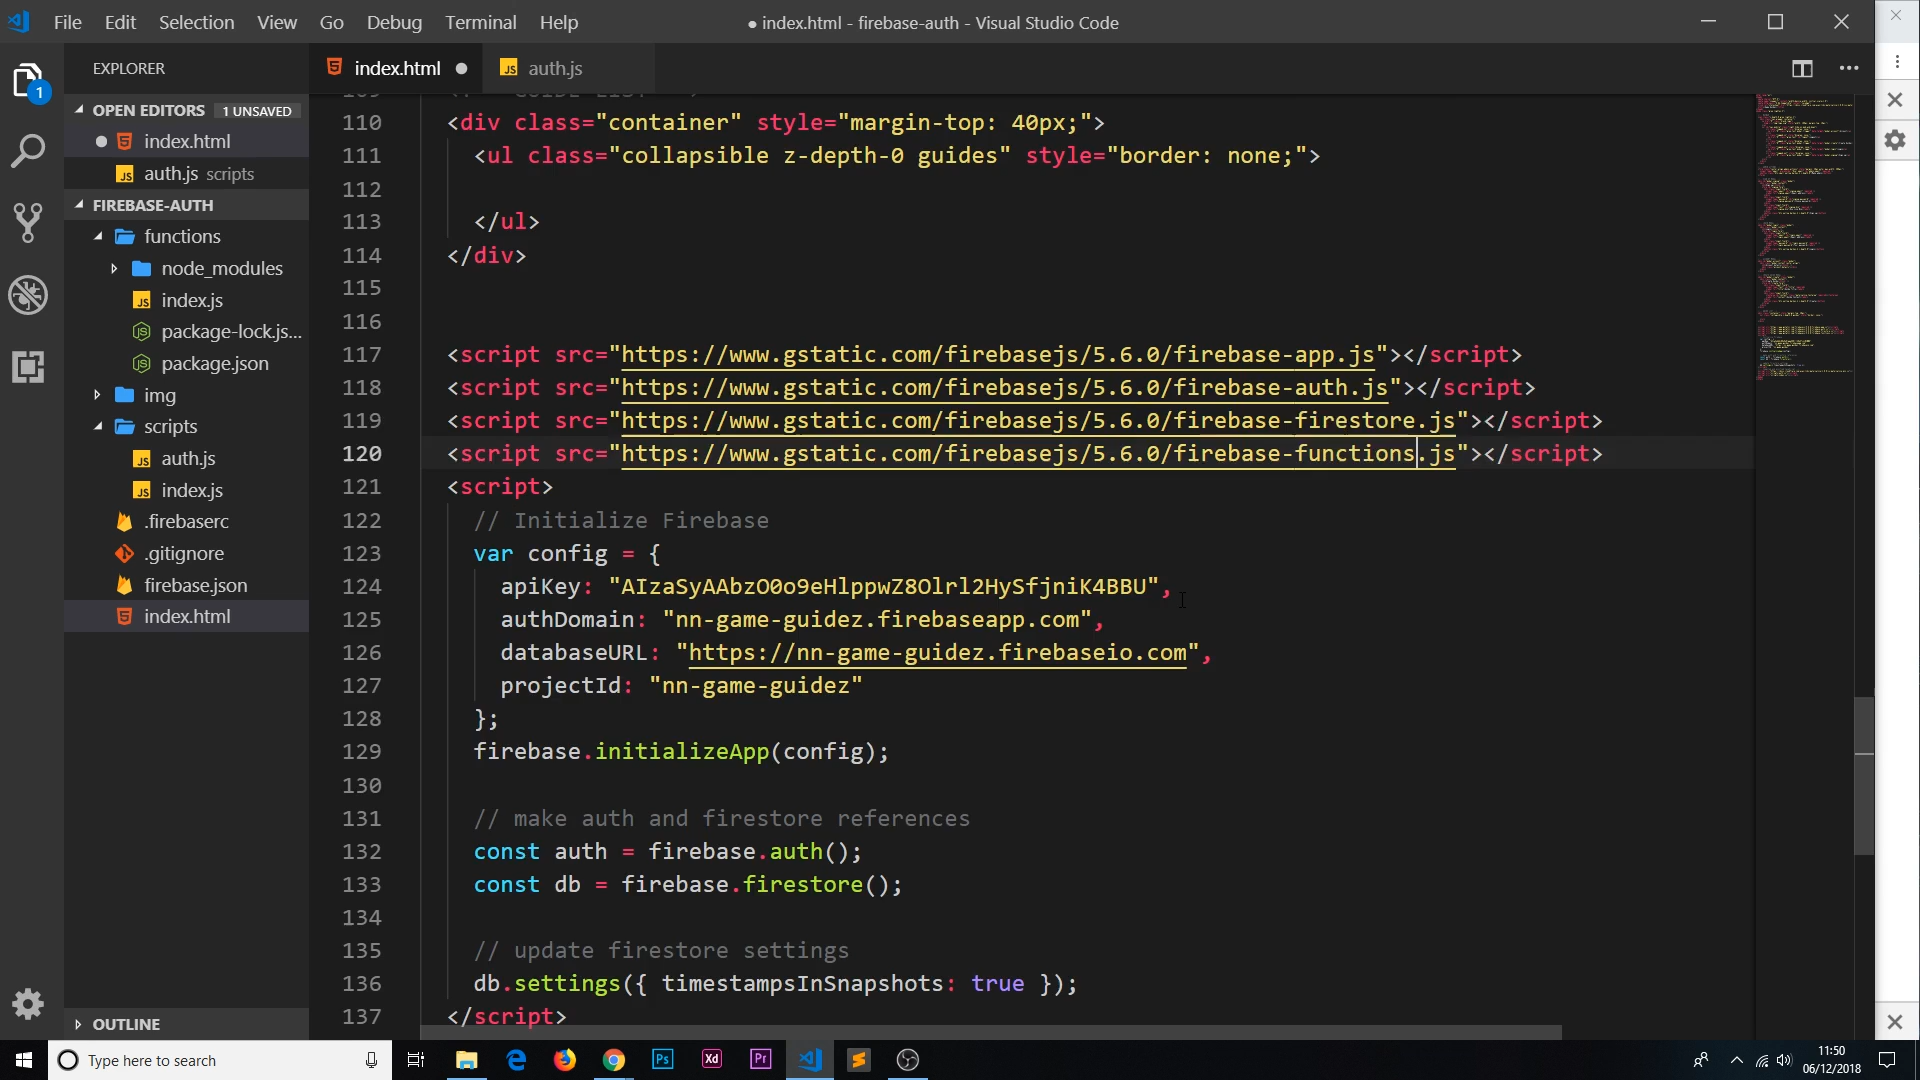 File Edit Selection View Go Debug Terminal Help
● index.html - firebase-auth - Visual Studio Code
EXPLORER
index.html
auth.js
1
OPEN EDITORS 1 UNSAVED
index.html
auth.js scripts
FIREBASE-AUTH
functions
node_modules
index.js
package-lock.js...
package.json
img
scripts
auth.js
index.js
.firebaserc
.gitignore
firebase.json
index.html
OUTLINE
110 <div class="container" style="margin-top: 40px;">
111 <ul class="collapsible z-depth-0 guides" style="border: none;">
112
113 </ul>
114 </div>
115
116
117 <script src="https://www.gstatic.com/firebasejs/5.6.0/firebase-app.js"></script>
118 <script src="https://www.gstatic.com/firebasejs/5.6.0/firebase-auth.js"></script>
119 <script src="https://www.gstatic.com/firebasejs/5.6.0/firebase-firestore.js"></script>
120 <script src="https://www.gstatic.com/firebasejs/5.6.0/firebase-functions.js"></script>
121 <script>
122 // Initialize Firebase
123 var config = {
124 apiKey: "AIzaSyAAbzO0o9eHlppwZ8Olrl2HySfjniK4BBU",
125 authDomain: "nn-game-guidez.firebaseapp.com",
126 databaseURL: "https://nn-game-guidez.firebaseio.com",
127 projectId: "nn-game-guidez"
128 };
129 firebase.initializeApp(config);
130
131 // make auth and firestore references
132 const auth = firebase.auth();
133 const db = firebase.firestore();
134
135 // update firestore settings
136 db.settings({ timestampsInSnapshots: true });
137 </script>
Type here to search
Ps
Xd
Pr
11:50
06/12/2018